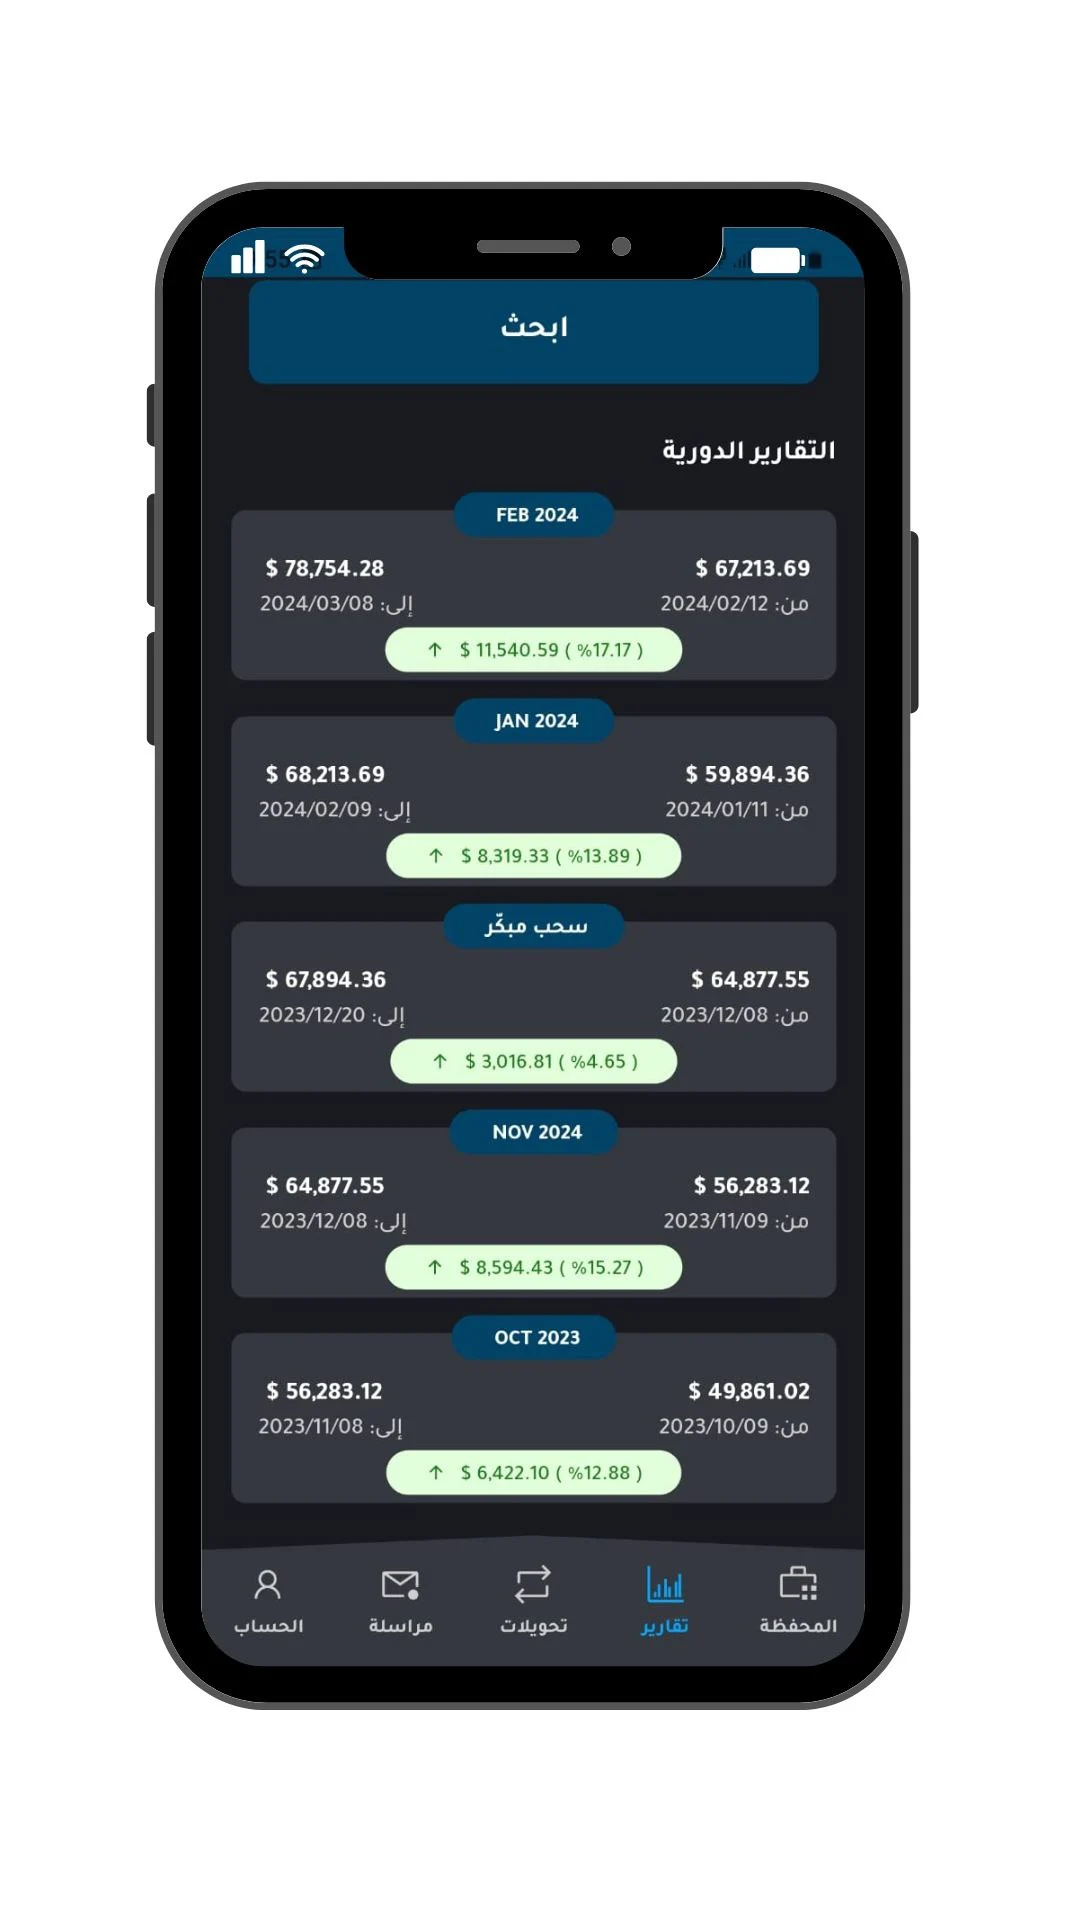 ابحث
التقارير الدورية
FEB 2024
$ 67,213.69
$ 78,754.28
من: 2024/02/12
إلى: 2024/03/08
↑ $ 11,540.59 ( %17.17 )
JAN 2024
$ 59,894.36
$ 68,213.69
من: 2024/01/11
إلى: 2024/02/09
↑ $ 8,319.33 ( %13.89 )
سحب مبكّر
$ 64,877.55
$ 67,894.36
من: 2023/12/08
إلى: 2023/12/20
↑ $ 3,016.81 ( %4.65 )
NOV 2024
$ 56,283.12
$ 64,877.55
من: 2023/11/09
إلى: 2023/12/08
↑ $ 8,594.43 ( %15.27 )
OCT 2023
$ 49,861.02
$ 56,283.12
من: 2023/10/09
إلى: 2023/11/08
↑ $ 6,422.10 ( %12.88 )
المحفظة
تقارير
تحويلات
مراسلة
الحساب